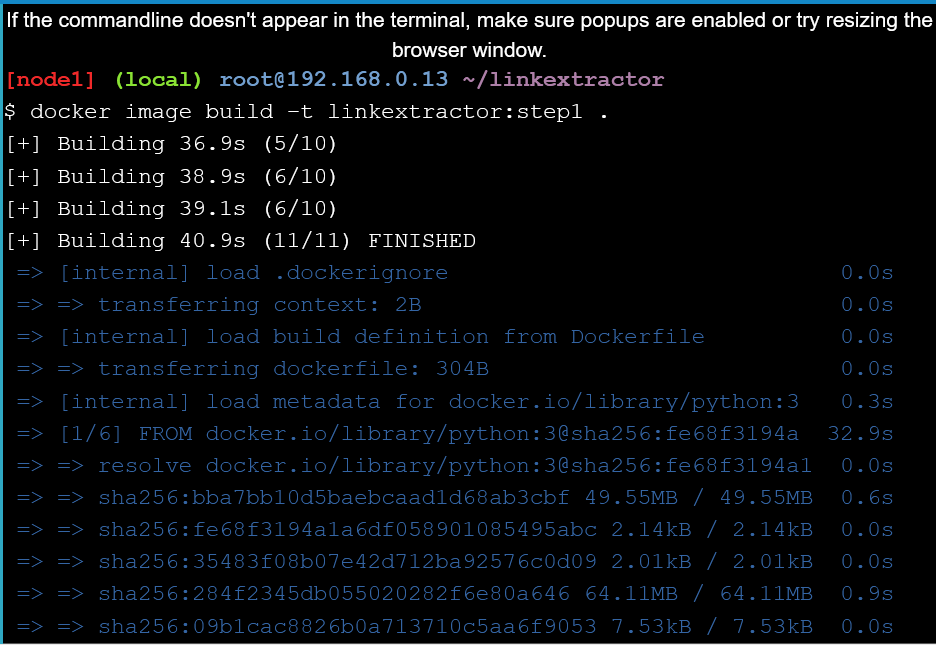 If the commandline doesn't appear in the terminal, make sure popups are enabled or try resizing the
browser window.
[node1] (local) root@192.168.0.13 ~/linkextractor
$ docker image build -t linkextractor:step1 .
[+] Building 36.9s (5/10)
[+] Building 38.9s (6/10)
[+] Building 39.1s (6/10)
[+] Building 40.9s (11/11) FINISHED
=> [internal] load .dockerignore 0.0s
=> => transferring context: 2B 0.0s
=> [internal] load build definition from Dockerfile 0.0s
=> => transferring dockerfile: 304B 0.0s
=> [internal] load metadata for docker.io/library/python:3 0.3s
=> [1/6] FROM docker.io/library/python:3@sha256:fe68f3194a 32.9s
=> => resolve docker.io/library/python:3@sha256:fe68f3194a1 0.0s
=> => sha256:bba7bb10d5baebcaad1d68ab3cbf 49.55MB / 49.55MB 0.6s
=> => sha256:fe68f3194a1a6df058901085495abc 2.14kB / 2.14kB 0.0s
=> => sha256:35483f08b07e42d712ba92576c0d09 2.01kB / 2.01kB 0.0s
=> => sha256:284f2345db055020282f6e80a646 64.11MB / 64.11MB 0.9s
=> => sha256:09b1cac8826b0a713710c5aa6f9053 7.53kB / 7.53kB 0.0s